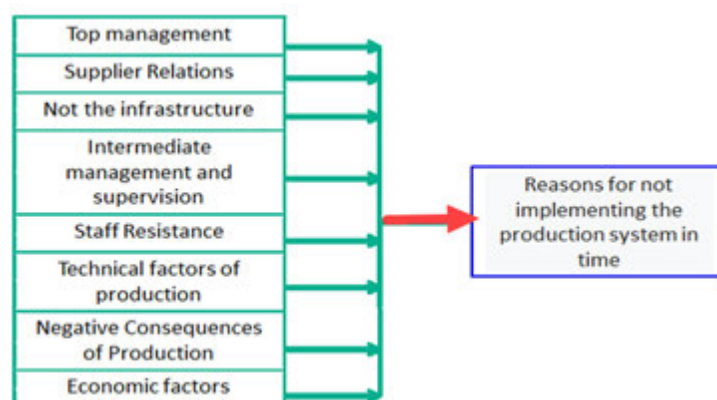 Top management
Supplier Relations
Not the infrastructure
Intermediate
management and
supervision
Staff Resistance
Technical factors of
production
Negative Consequences
of Production
Economic factors
Reasons for not
implementing the
production system in
time